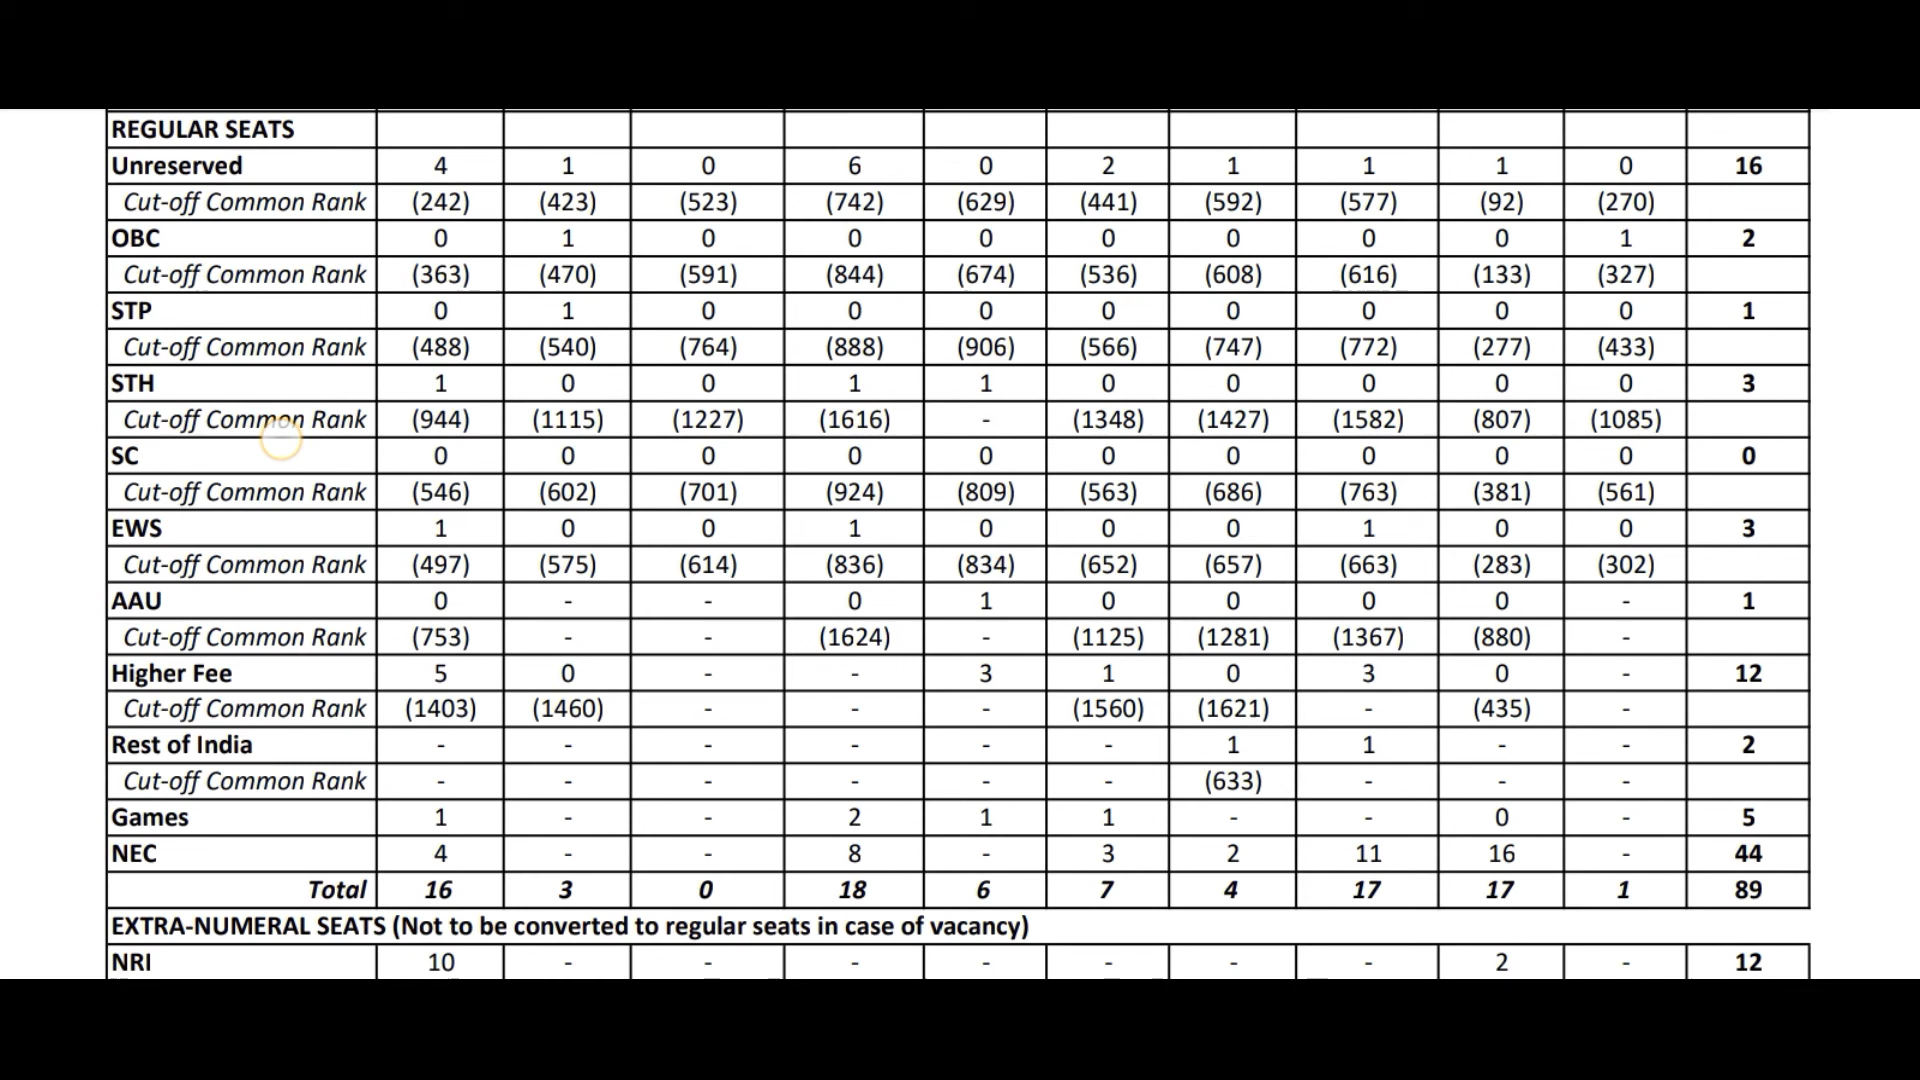 REGULAR SEATS
Unreserved 4 1 0 6 0 2 1 1 1 0 16
Cut-off Common Rank (242) (423) (523) (742) (629) (441) (592) (577) (92) (270)
OBC 0 1 0 0 0 0 0 0 0 1 2
Cut-off Common Rank (363) (470) (591) (844) (674) (536) (608) (616) (133) (327)
STP 0 1 0 0 0 0 0 0 0 0 1
Cut-off Common Rank (488) (540) (764) (888) (906) (566) (747) (772) (277) (433)
STH 1 0 0 1 1 0 0 0 0 0 3
Cut-off Common Rank (944) (1115) (1227) (1616) - (1348) (1427) (1582) (807) (1085)
SC 0 0 0 0 0 0 0 0 0 0 0
Cut-off Common Rank (546) (602) (701) (924) (809) (563) (686) (763) (381) (561)
EWS 1 0 0 1 0 0 0 1 0 0 3
Cut-off Common Rank (497) (575) (614) (836) (834) (652) (657) (663) (283) (302)
AAU 0 - - 0 1 0 0 0 0 - 1
Cut-off Common Rank (753) - - (1624) - (1125) (1281) (1367) (880) -
Higher Fee 5 0 - - 3 1 0 3 0 - 12
Cut-off Common Rank (1403) (1460) - - - (1560) (1621) - (435) -
Rest of India - - - - - - 1 1 - - 2
Cut-off Common Rank - - - - - - (633) - - -
Games 1 - - 2 1 1 - - 0 - 5
NEC 4 - - 8 - 3 2 11 16 - 44
Total 16 3 0 18 6 7 4 17 17 1 89
EXTRA-NUMERAL SEATS (Not to be converted to regular seats in case of vacancy)
NRI 10 - - - - - - - 2 - 12